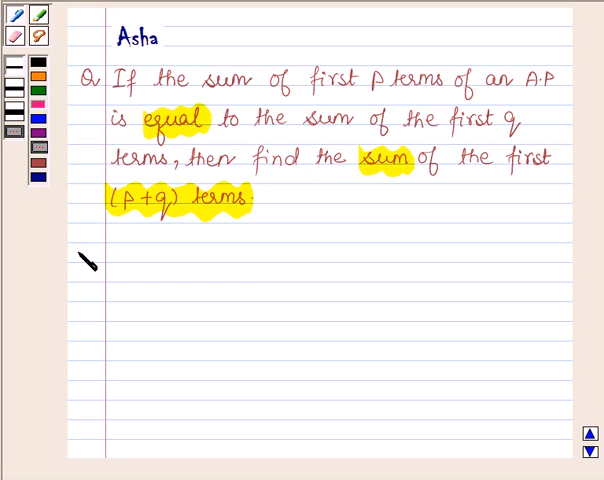 Asha
Q If the sum of first p terms of an A.P
is equal to the sum of the first q
terms, then find the sum of the first
(p+q) terms.